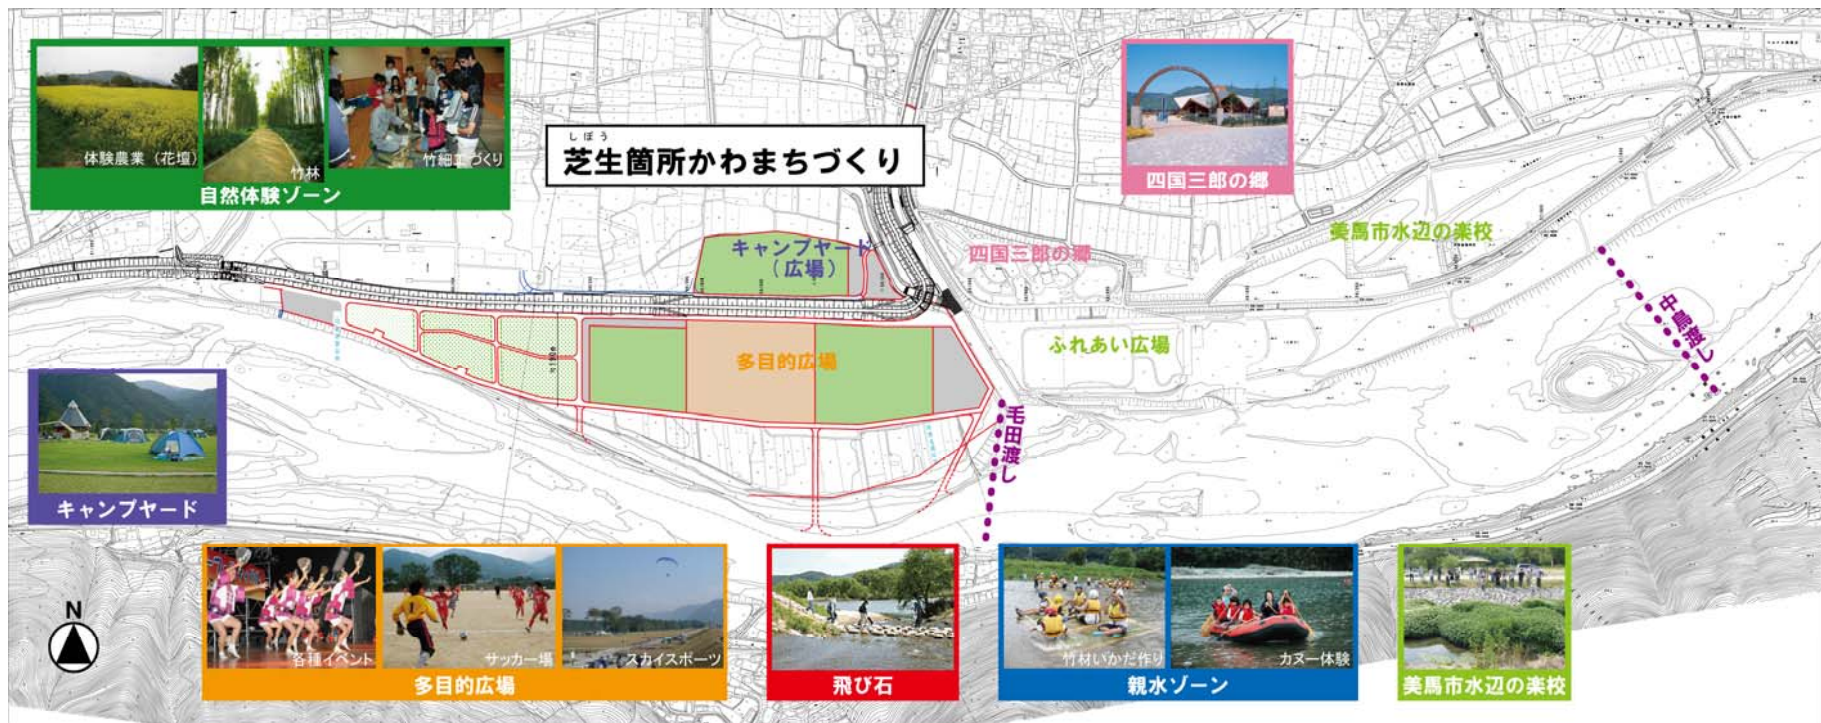 体験農業（花壇）
竹林
竹細工づくり
自然体験ゾーン
しぼう
芝生箇所かわまちづくり
四国三郎の郷
キャンプヤード
（広場）
四国三郎の郷
美馬市水辺の楽校
中鳥渡し
ふれあい広場
多目的広場
毛田渡し
キャンプヤード
N
各種イベント
サッカー場
スカイスポーツ
多目的広場
飛び石
竹材いかだ作り
カヌー体験
親水ゾーン
美馬市水辺の楽校